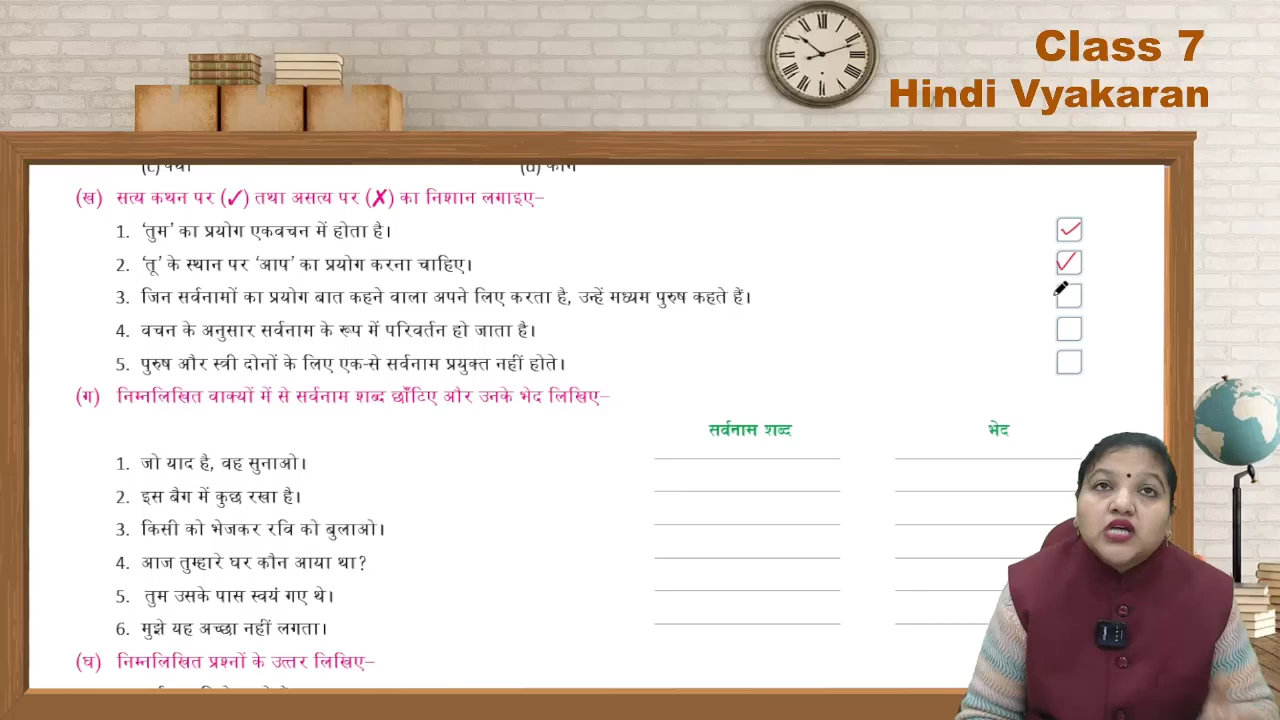 Class 7
Hindi Vyakaran
(ख) सत्य कथन पर (✓) तथा असत्य पर (✗) का निशान लगाइए–
1. ‘तुम’ का प्रयोग एकवचन में होता है।
2. ‘तू’ के स्थान पर ‘आप’ का प्रयोग करना चाहिए।
3. जिन सर्वनामों का प्रयोग बात कहने वाला अपने लिए करता है, उन्हें मध्यम पुरुष कहते हैं।
4. वचन के अनुसार सर्वनाम के रूप में परिवर्तन हो जाता है।
5. पुरुष और स्त्री दोनों के लिए एक-से सर्वनाम प्रयुक्त नहीं होते।
(ग) निम्नलिखित वाक्यों में से सर्वनाम शब्द छाँटिए और उनके भेद लिखिए–
सर्वनाम शब्द भेद
1. जो याद है, वह सुनाओ।
2. इस बैग में कुछ रखा है।
3. किसी को भेजकर रवि को बुलाओ।
4. आज तुम्हारे घर कौन आया था?
5. तुम उसके पास स्वयं गए थे।
6. मुझे यह अच्छा नहीं लगता।
(घ) निम्नलिखित प्रश्नों के उत्तर लिखिए–